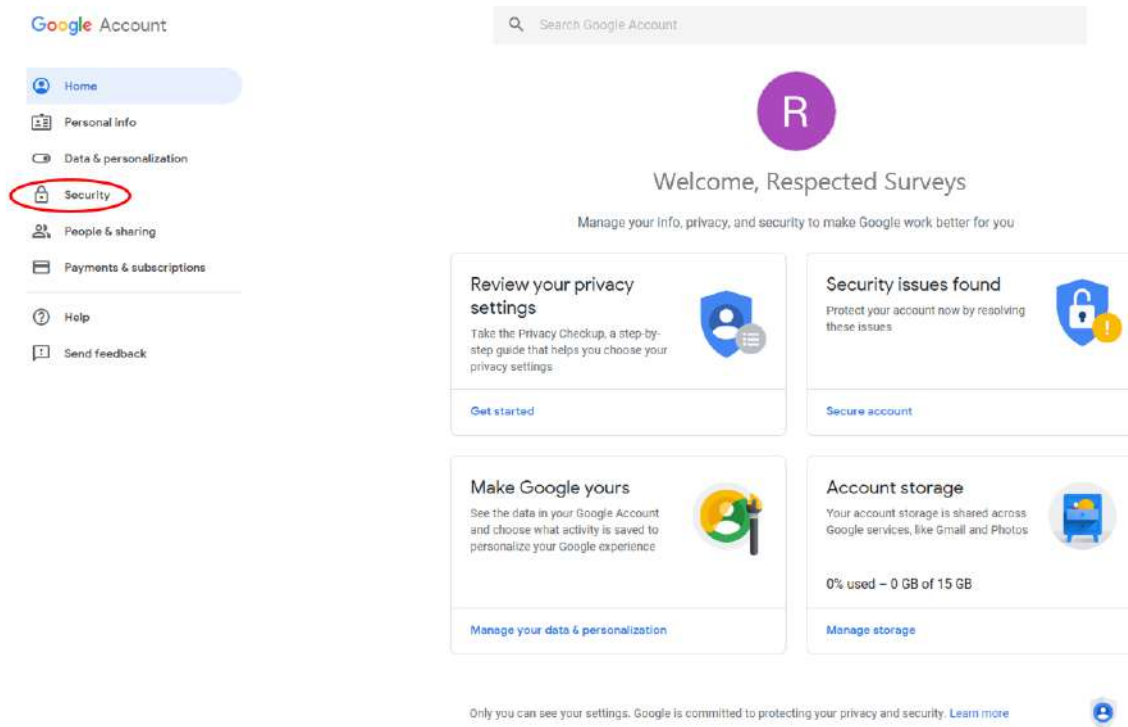 Google Account
Search Google Account
Home
Personal info
Data & personalization
Security
People & sharing
Payments & subscriptions
Help
Send feedback
R
Welcome, Respected Surveys
Manage your info, privacy, and security to make Google work better for you
Review your privacy
settings
Take the Privacy Checkup, a step-by-
step guide that helps you choose your
privacy settings
Get started
Security issues found
Protect your account now by resolving
these issues
Secure account
Make Google yours
See the data in your Google Account
and choose what activity is saved to
personalize your Google experience
Manage your data & personalization
Account storage
Your account storage is shared across
Google services, like Gmail and Photos
0% used – 0 GB of 15 GB
Manage storage
Only you can see your settings. Google is committed to protecting your privacy and security. Learn more